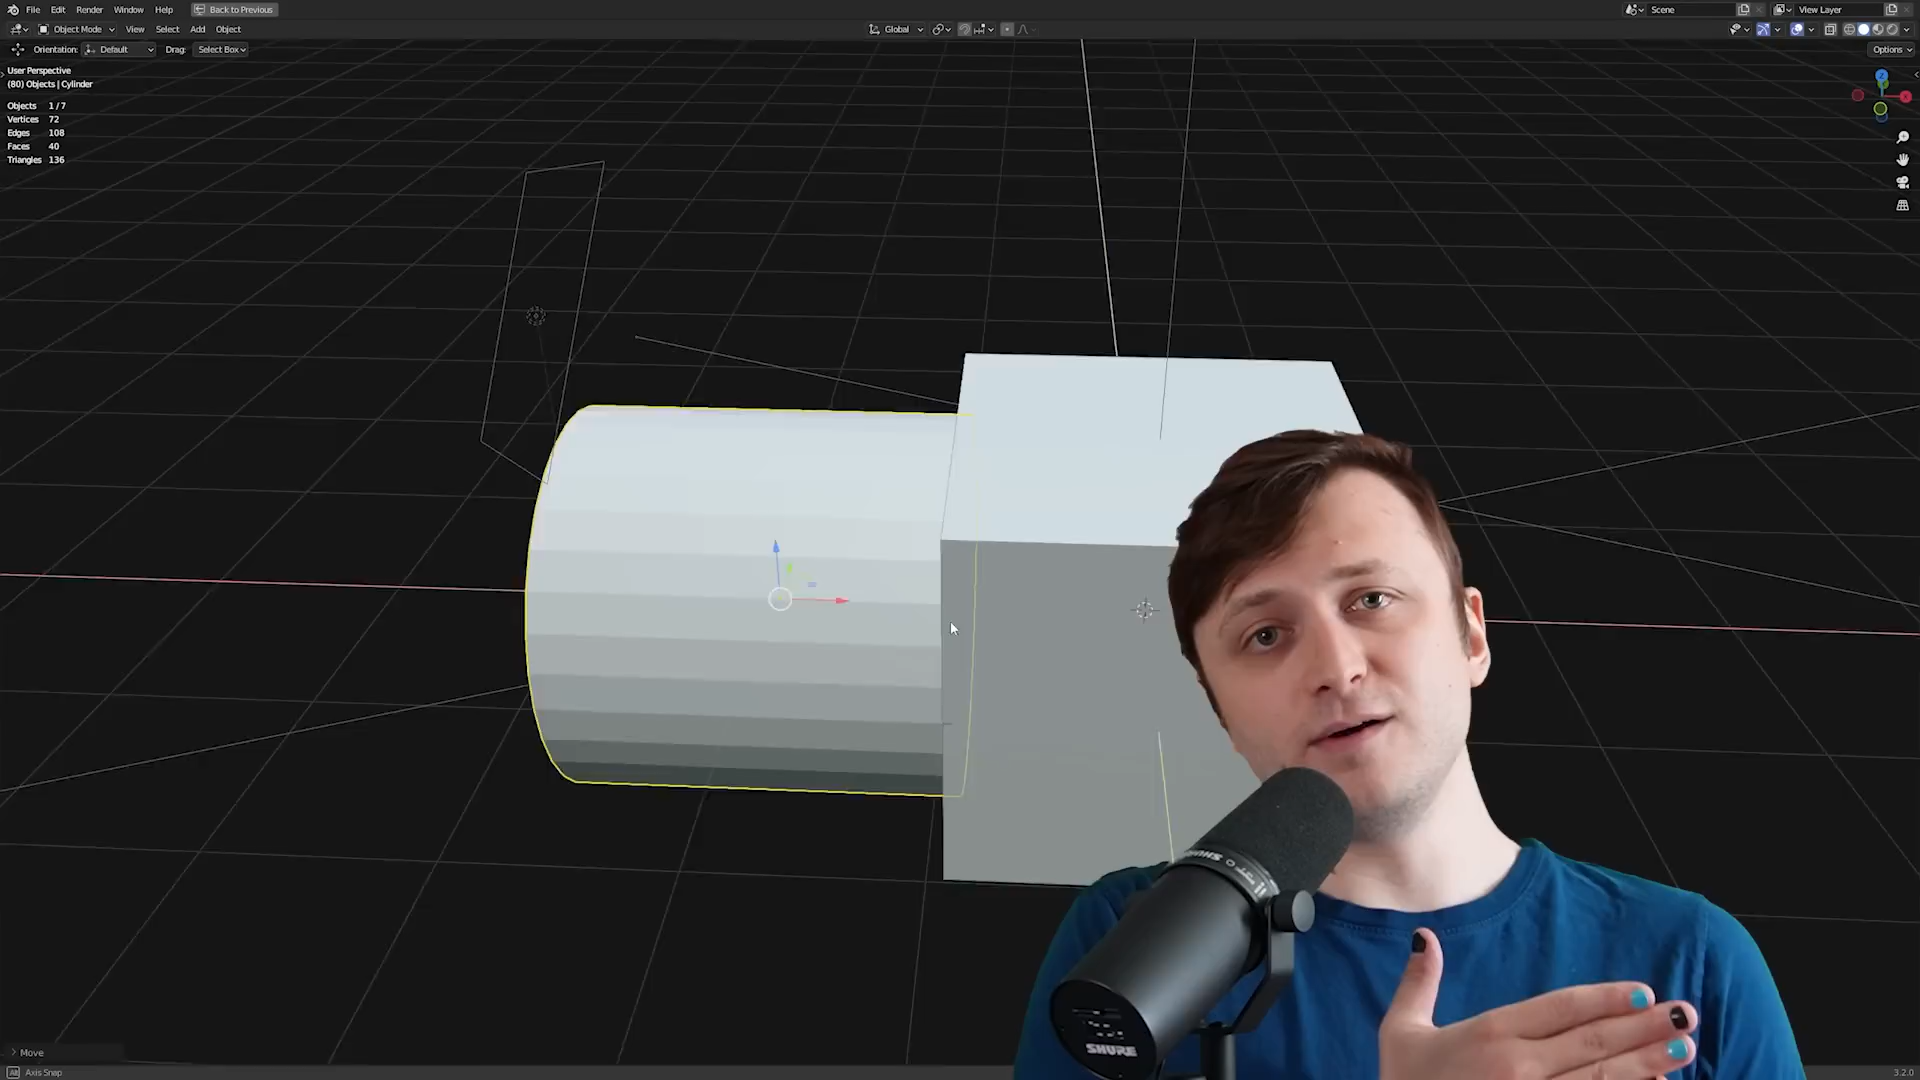 File Edit Render Window Help Back to Previous Scene View Layer
Object Mode View Select Add Object Global
Orientation: Default Drag: Select Box Options
User Perspective
(80) Objects | Cylinder
Objects 1/7
Vertices 72
Edges 108
Faces 40
Triangles 136
Z
X
SHURE
SHURE
Move
Alt Axis Snap 3.2.0